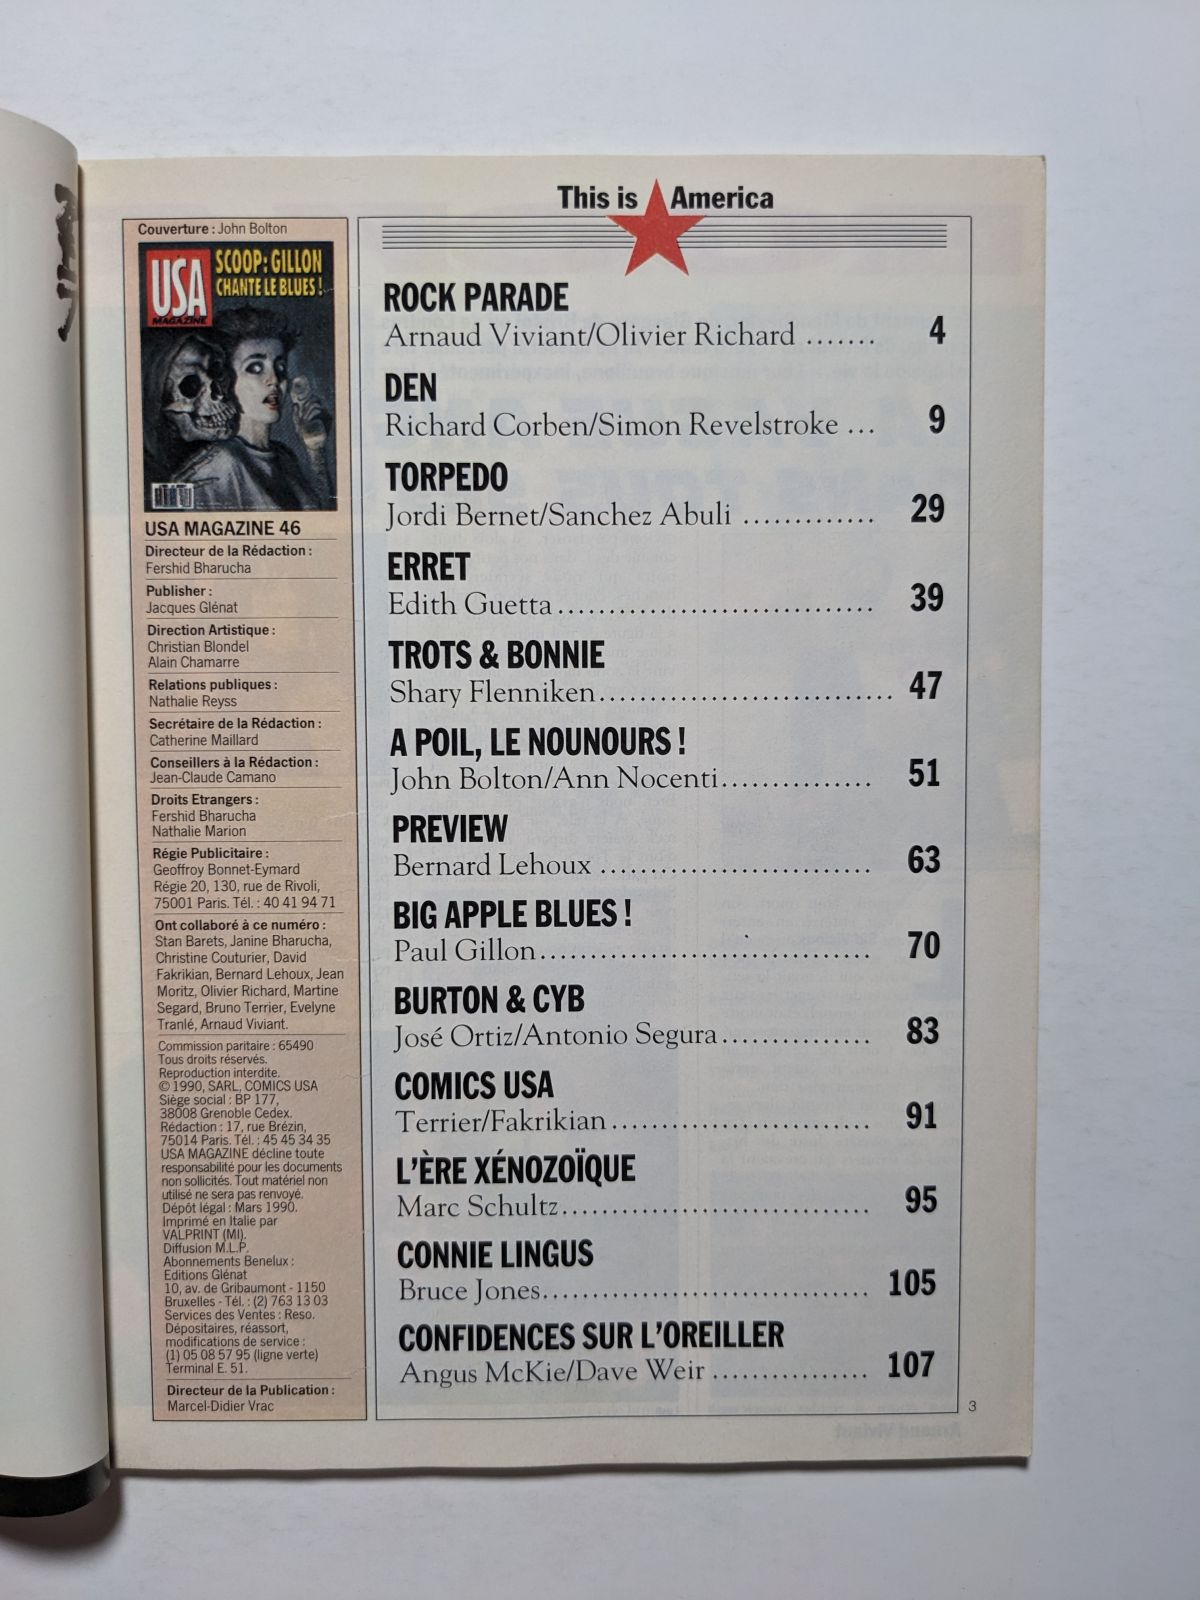 This is America
Couverture : John Bolton
USA
MAGAZINE
SCOOP: GILLON
CHANTE LE BLUES !
USA MAGAZINE 46
Directeur de la Rédaction :
Fershid Bharucha
Publisher :
Jacques Glénat
Direction Artistique :
Christian Blondel
Alain Chamarre
Relations publiques :
Nathalie Reyss
Secrétaire de la Rédaction :
Catherine Maillard
Conseillers à la Rédaction :
Jean-Claude Camano
Droits Etrangers :
Fershid Bharucha
Nathalie Marion
Régie Publicitaire :
Geoffroy Bonnet-Eymard
Régie 20, 130, rue de Rivoli,
75001 Paris. Tél. : 40 41 94 71
Ont collaboré à ce numéro :
Stan Barets, Janine Bharucha,
Christine Couturier, David
Fakrikian, Bernard Lehoux, Jean
Moritz, Olivier Richard, Martine
Segard, Bruno Terrier, Evelyne
Tranlé, Arnaud Viviant.
Commission paritaire : 65490
Tous droits réservés.
Reproduction interdite.
© 1990, SARL, COMICS USA
Siège social : BP 177,
38008 Grenoble Cedex.
Rédaction : 17, rue Brézin,
75014 Paris. Tél. : 45 45 34 35
USA MAGAZINE décline toute
responsabilité pour les documents
non sollicités. Tout matériel non
utilisé ne sera pas renvoyé.
Dépôt légal : Mars 1990.
Imprimé en Italie par
VALPRINT (MI).
Diffusion M.L.P.
Abonnements Benelux :
Editions Glénat
10, av. de Gribaumont - 1150
Bruxelles - Tél. : (2) 763 13 03
Services des Ventes : Reso.
Dépositaires, réassort,
modifications de service :
(1) 05 08 57 95 (ligne verte)
Terminal E. 51.
Directeur de la Publication :
Marcel-Didier Vrac
ROCK PARADE
Arnaud Viviant/Olivier Richard ....... 4
DEN
Richard Corben/Simon Revelstroke ... 9
TORPEDO
Jordi Bernet/Sanchez Abuli ............. 29
ERRET
Edith Guetta.............................. 39
TROTS & BONNIE
Shary Flenniken........................... 47
A POIL, LE NOUNOURS !
John Bolton/Ann Nocenti............... 51
PREVIEW
Bernard Lehoux .......................... 63
BIG APPLE BLUES !
Paul Gillon................................ 70
BURTON & CYB
José Ortiz/Antonio Segura............... 83
COMICS USA
Terrier/Fakrikian.......................... 91
L'ÈRE XÉNOZOÏQUE
Marc Schultz.............................. 95
CONNIE LINGUS
Bruce Jones............................... 105
CONFIDENCES SUR L'OREILLER
Angus McKie/Dave Weir ............... 107
3